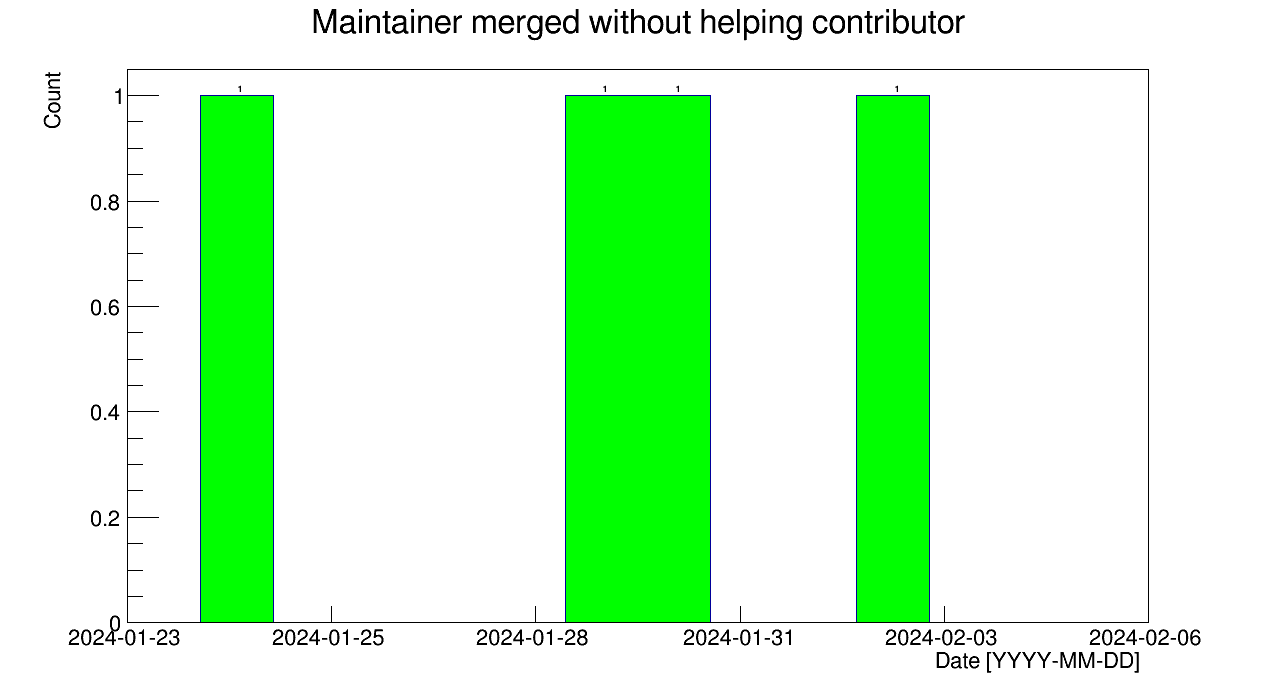 Maintainer merged without helping contributor
Count
1
0.8
0.6
0.4
0.2
0
1 1 1 1
2024-01-23 2024-01-25 2024-01-28 2024-01-31 2024-02-03 2024-02-06
Date [YYYY-MM-DD]